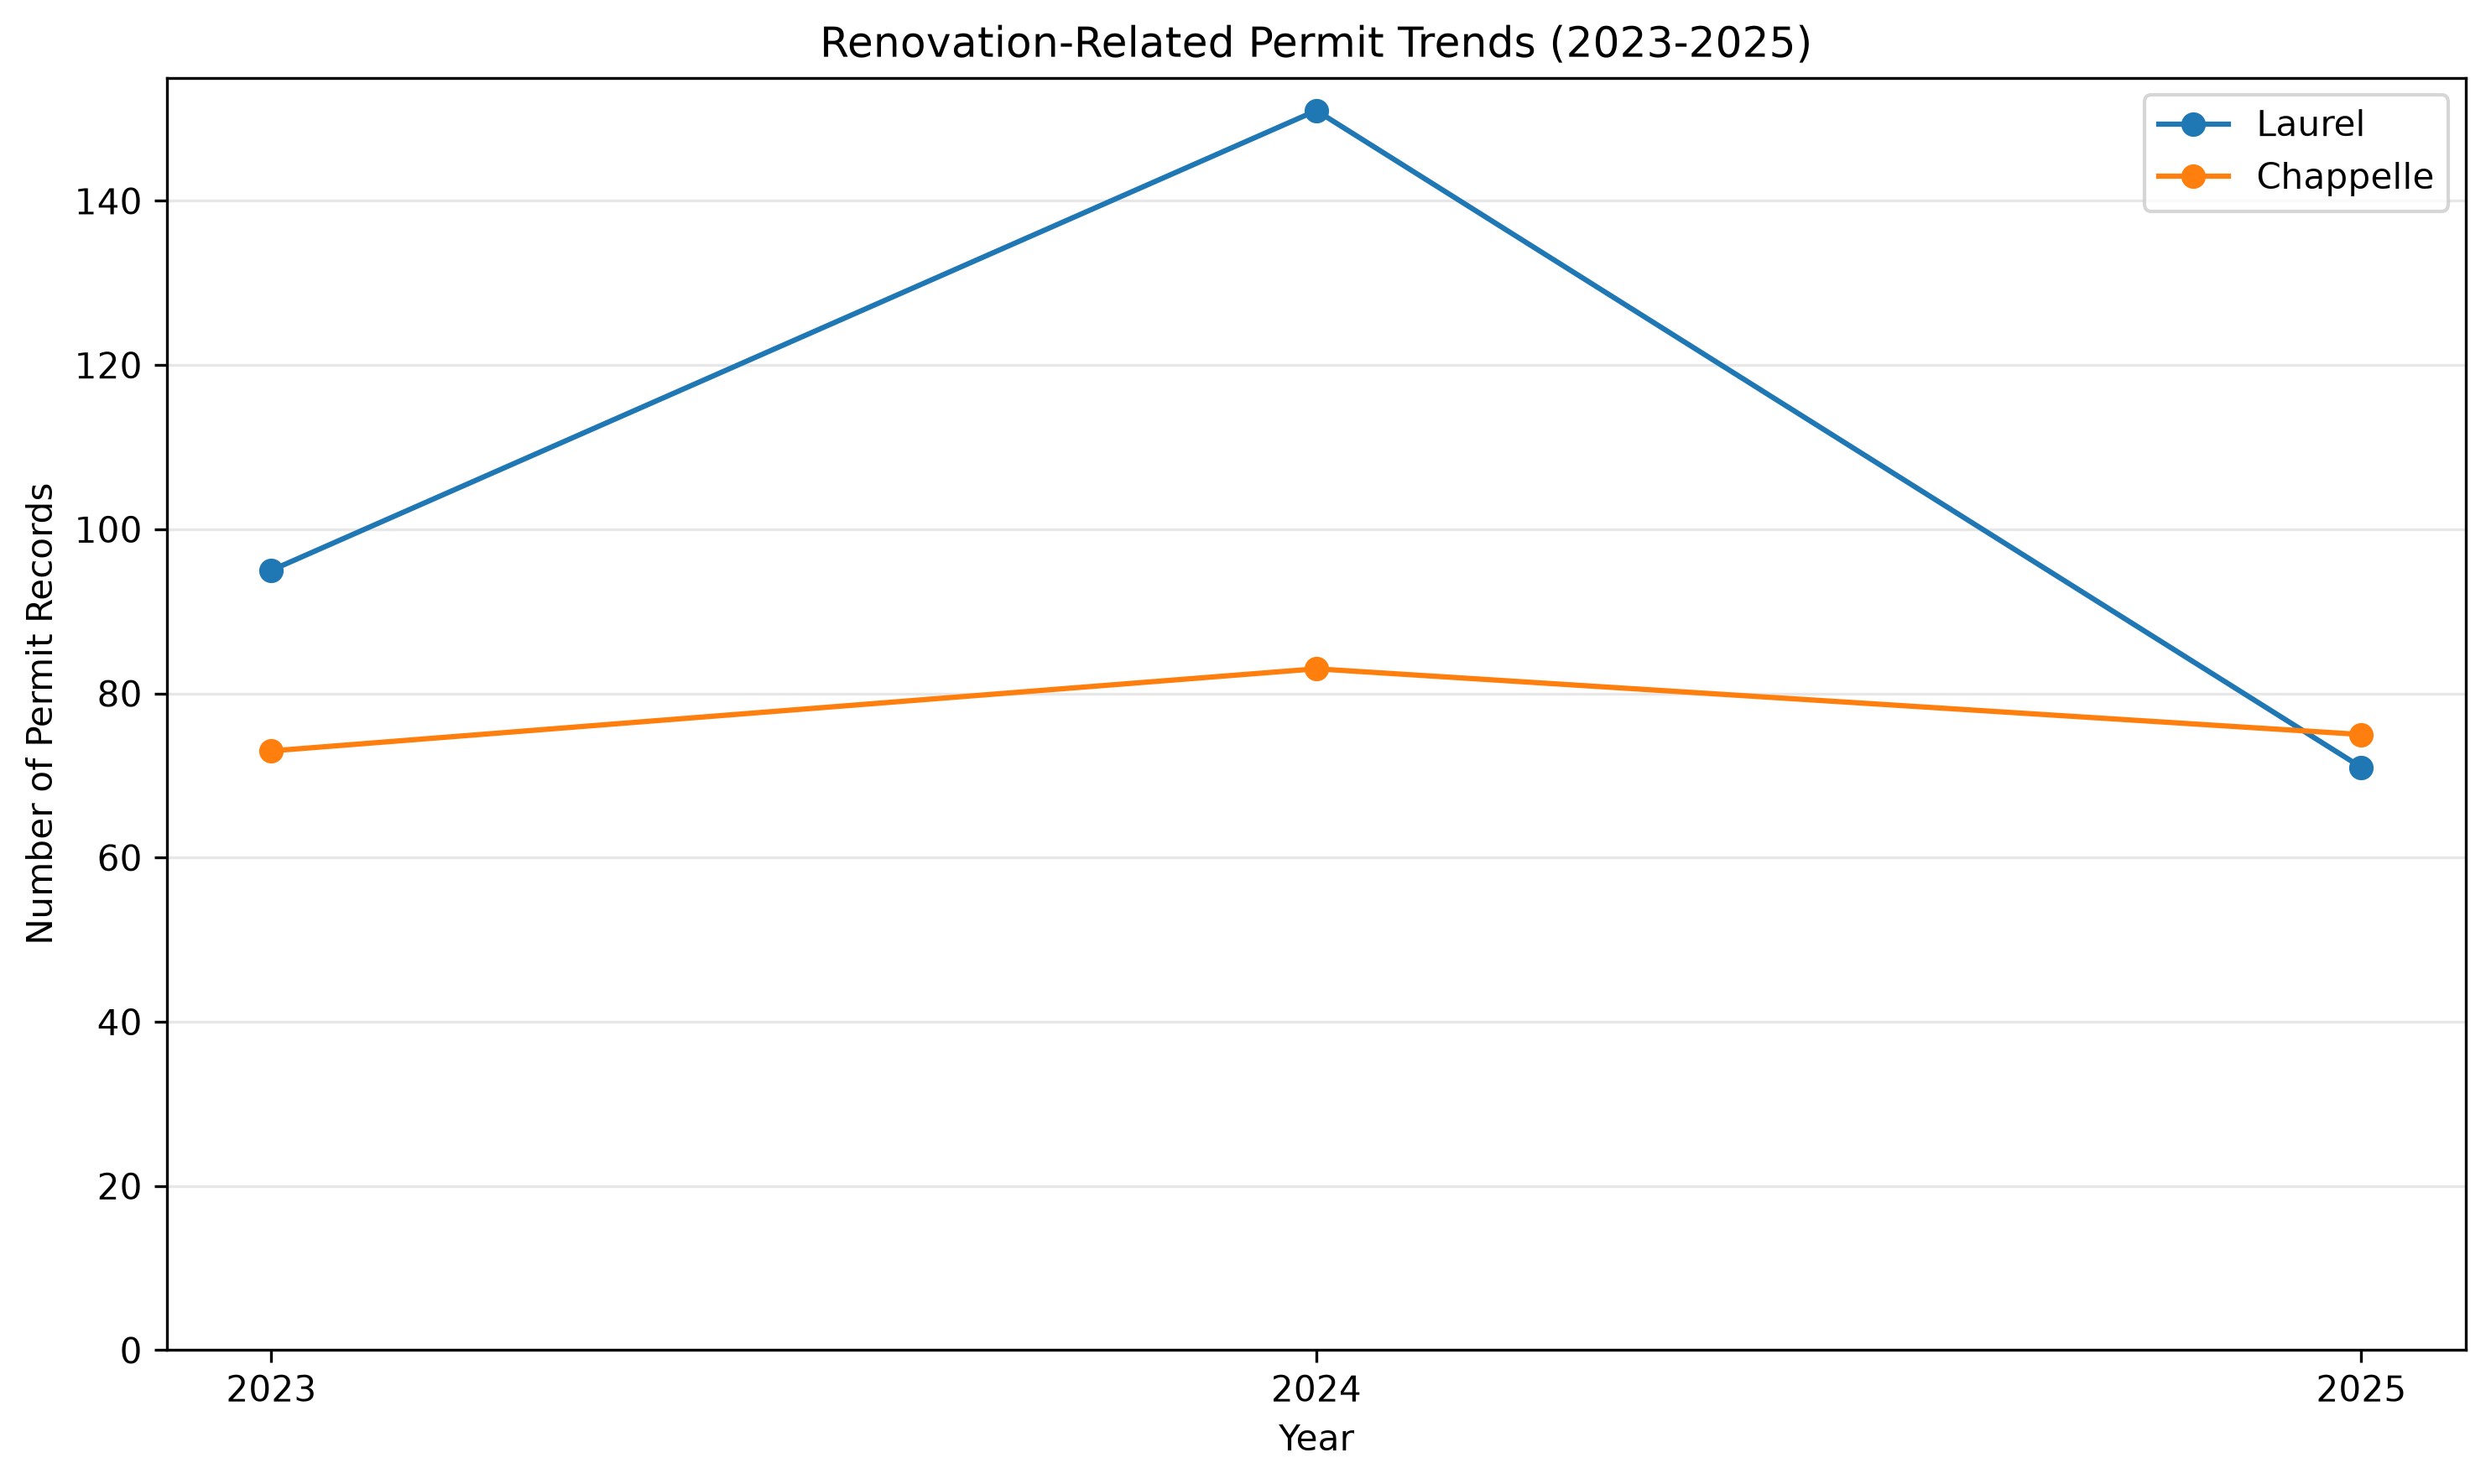 Renovation-Related Permit Trends (2023-2025)
Laurel
Chappelle
Number of Permit Records
140
120
100
80
60
40
20
0
2023
2024
2025
Year